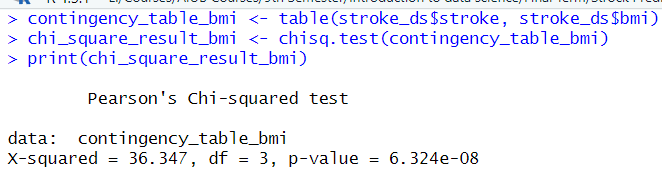 > contingency_table_bmi <- table(stroke_ds$stroke, stroke_ds$bmi)
> chi_square_result_bmi <- chisq.test(contingency_table_bmi)
> print(chi_square_result_bmi)
Pearson's Chi-squared test
data:  contingency_table_bmi
X-squared = 36.347, df = 3, p-value = 6.324e-08